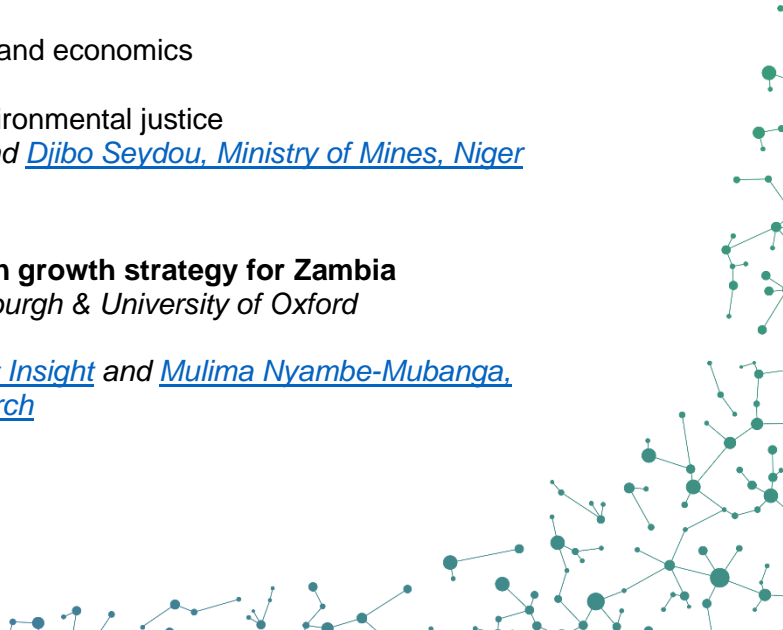 and economics
ironmental justice
nd Djibo Seydou, Ministry of Mines, Niger
n growth strategy for Zambia
burgh & University of Oxford
Insight and Mulima Nyambe-Mubanga,
rch